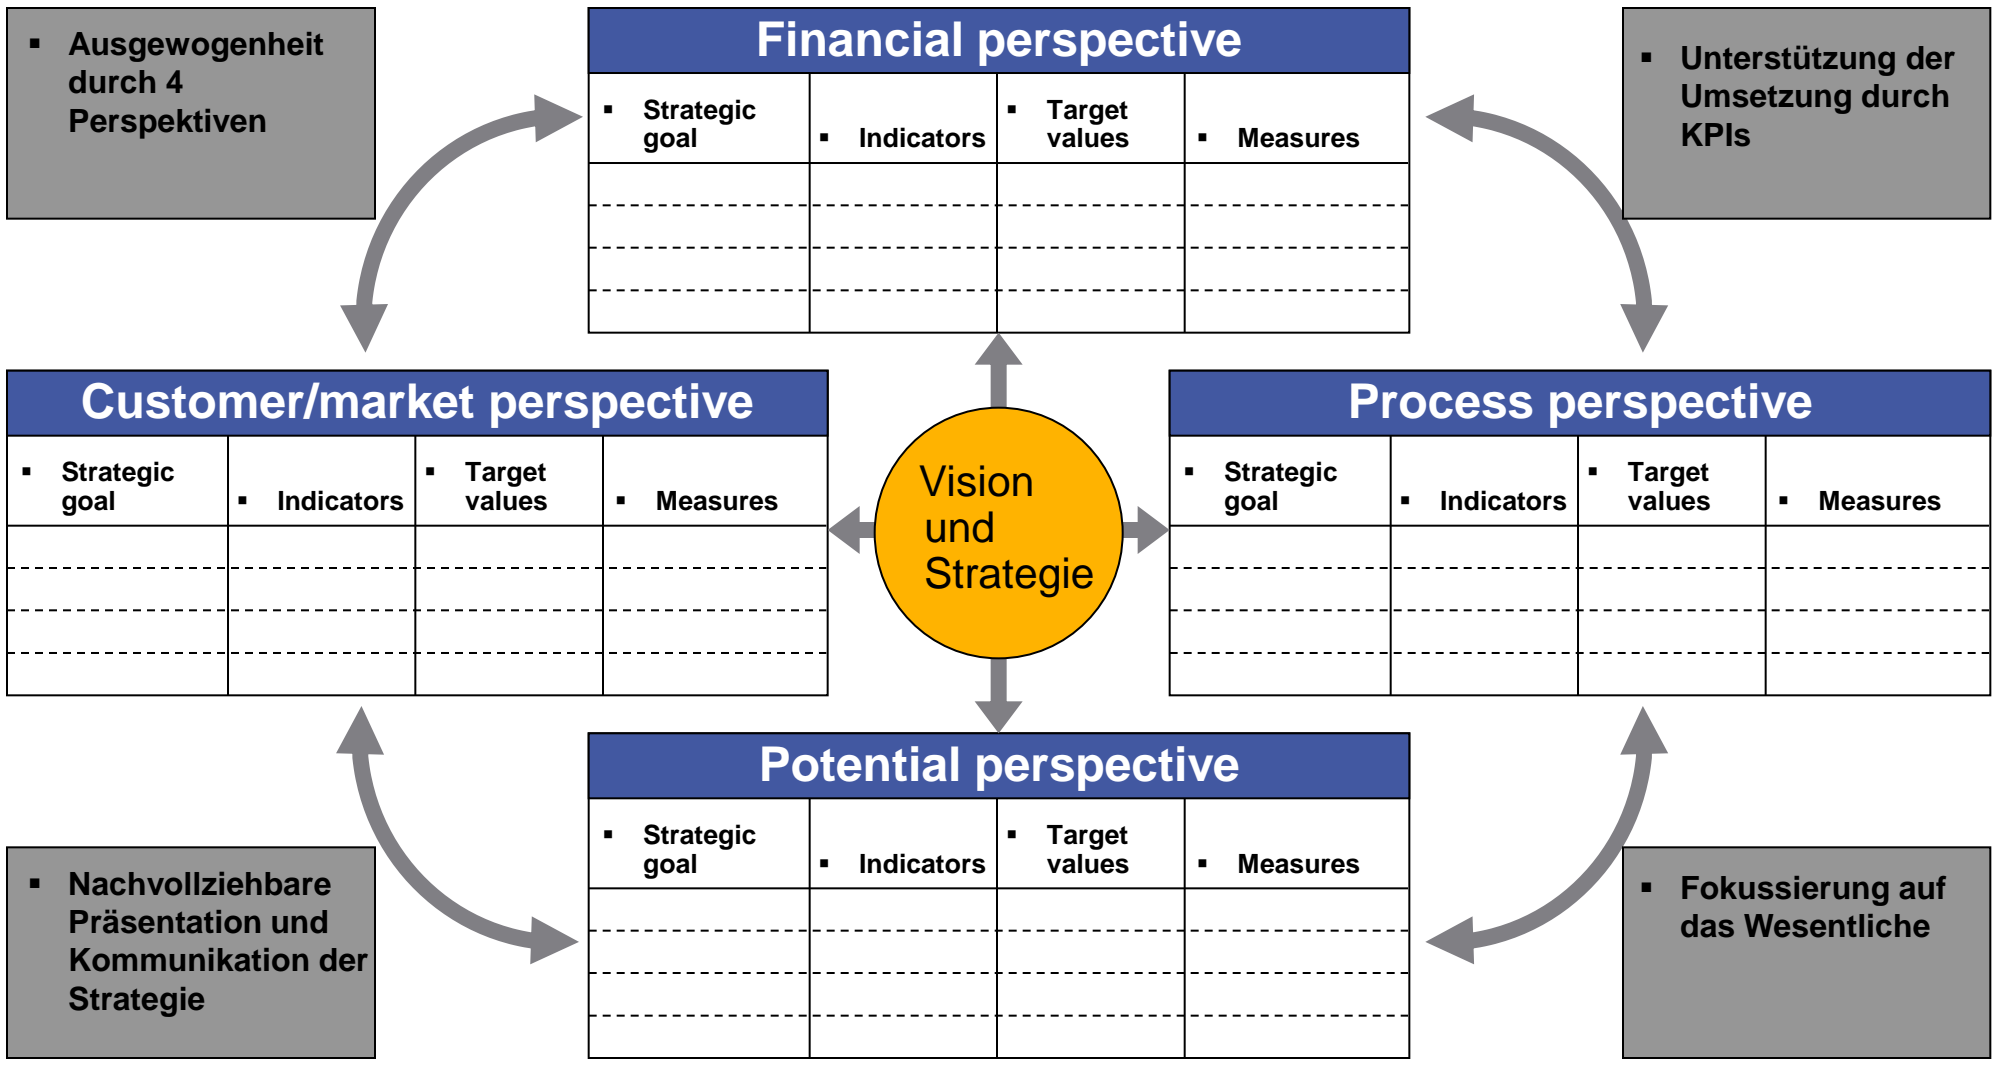 ▪ Ausgewogenheit
durch 4
Perspektiven
Financial perspective
▪ Strategic
goal
▪ Indicators
▪ Target
values
▪ Measures
▪ Unterstützung der
Umsetzung durch
KPIs
Customer/market perspective
▪ Strategic
goal
▪ Indicators
▪ Target
values
▪ Measures
Vision
und
Strategie
Process perspective
▪ Strategic
goal
▪ Indicators
▪ Target
values
▪ Measures
Potential perspective
▪ Strategic
goal
▪ Indicators
▪ Target
values
▪ Measures
▪ Nachvollziehbare
Präsentation und
Kommunikation der
Strategie
▪ Fokussierung auf
das Wesentliche